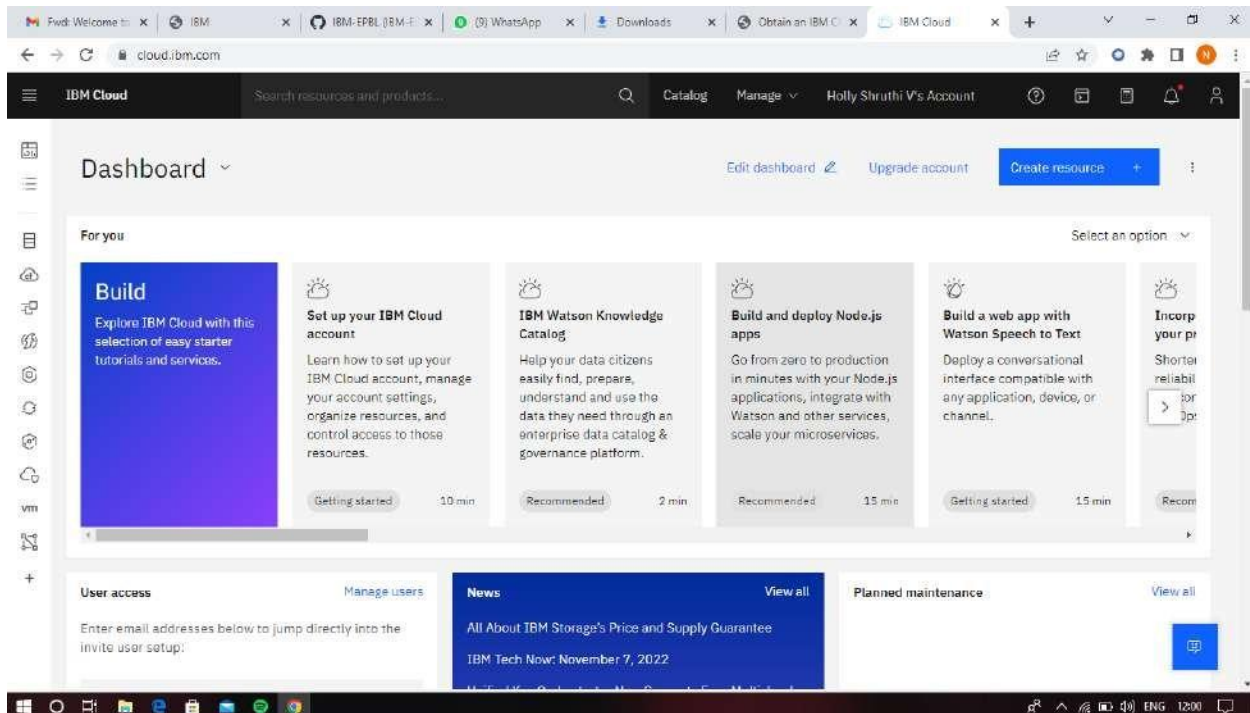 Fwd: Welcome to
IBM
IBM-EPBL (IBM-E
(9) WhatsApp
Downloads
Obtain an IBM C
IBM Cloud
cloud.ibm.com
N
IBM Cloud
Search resources and products...
Catalog
Manage
Holly Shruthi V's Account
Dashboard
Edit dashboard
Upgrade account
Create resource +
For you
Select an option
Build
Explore IBM Cloud with this
selection of easy starter
tutorials and services.
Set up your IBM Cloud
account
Learn how to set up your
IBM Cloud account, manage
your account settings,
organize resources, and
control access to those
resources.
Getting started 10 min
IBM Watson Knowledge
Catalog
Help your data citizens
easily find, prepare,
understand and use the
data they need through an
enterprise data catalog &
governance platform.
Recommended 2 min
Build and deploy Node.js
apps
Go from zero to production
in minutes with your Node.js
applications, integrate with
Watson and other services,
scale your microservices.
Recommended 15 min
Build a web app with
Watson Speech to Text
Deploy a conversational
interface compatible with
any application, device, or
channel.
Getting started 15 min
Incorp
your pr
Shorter
reliabil
Recom
vm
User access
Manage users
Enter email addresses below to jump directly into the
invite user setup:
News
View all
All About IBM Storage's Price and Supply Guarantee
IBM Tech Now: November 7, 2022
Planned maintenance
View all
ENG 12:00